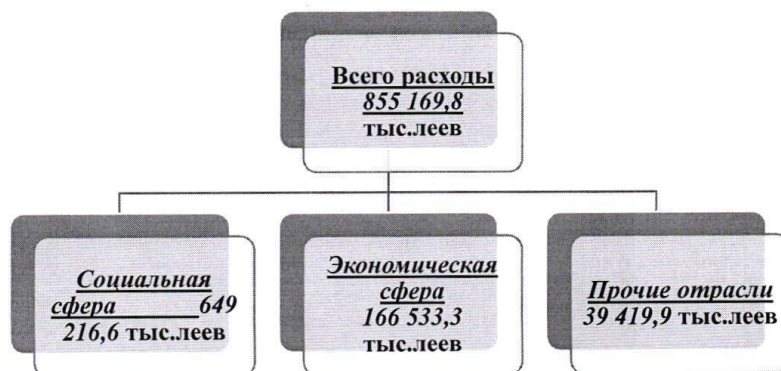 Всего расходы
855 169,8
тыс.леев
Социальная
сфера 649
216,6 тыс.леев
Экономическая
сфера
166 533,3
тыс.леев
Прочие отрасли
39 419,9 тыс.леев